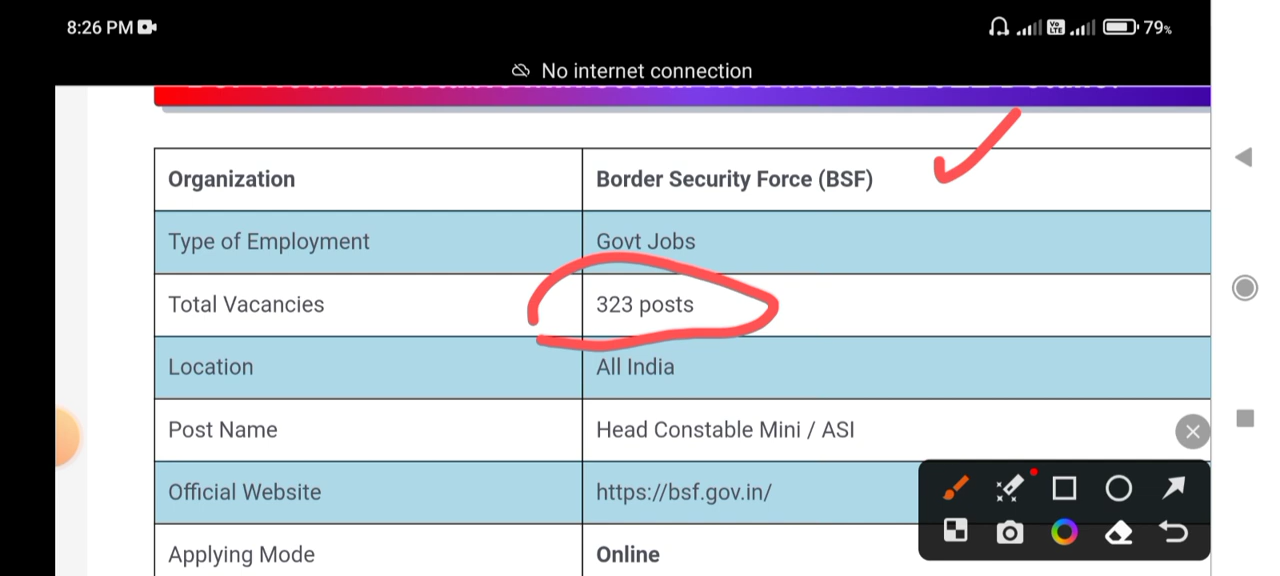 8:26 PM 79%
No internet connection
Organization Border Security Force (BSF)
Type of Employment Govt Jobs
Total Vacancies 323 posts
Location All India
Post Name Head Constable Mini / ASI
Official Website https://bsf.gov.in/
Applying Mode Online